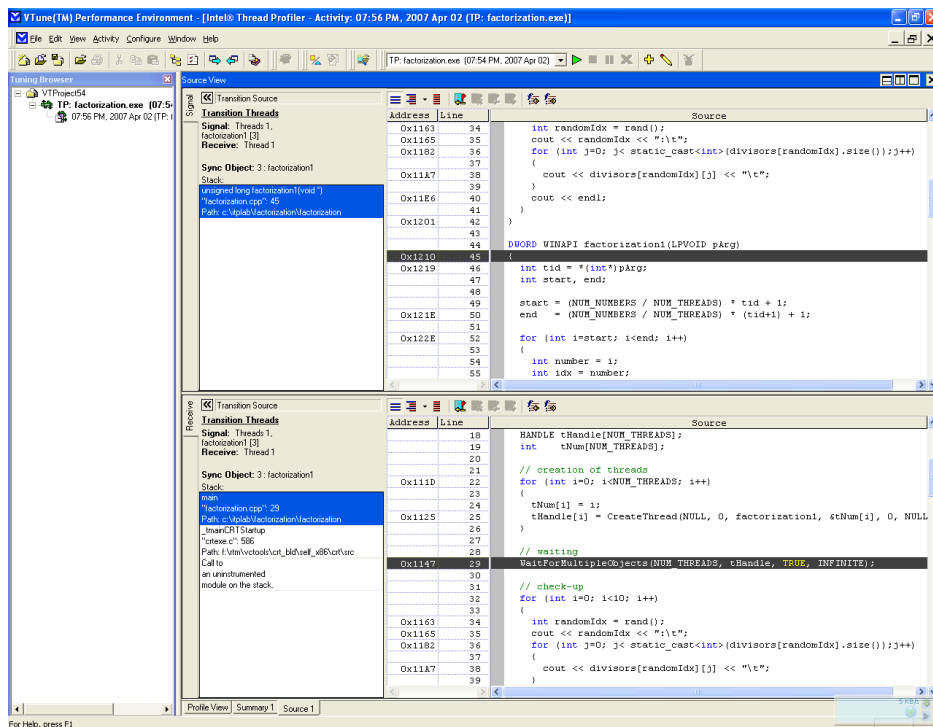 VTune(TM) Performance Environment - [Intel® Thread Profiler - Activity: 07:56 PM, 2007 Apr 02 (TP: factorization.exe)]
File Edit View Activity Configure Window Help
TP: factorization.exe (07:54 PM, 2007 Apr 02)
Tuning Browser
VTProject54
TP: factorization.exe (07:5
07:56 PM, 2007 Apr 02 (TP:
Source View
Signal
Transition Source
Transition Threads
Signal: Threads 1,
factorization1 [3]
Receive: Thread 1
Sync Object: 3 : factorization1
Stack:
unsigned long factorization1(void *)
"factorization.cpp": 45
Path: c:\itplab\factorization\factorization
Address Line Source
0x1163 34 int randomIdx = rand();
0x1165 35 cout << randomIdx << ":\t";
0x1182 36 for (int j=0; j< static_cast<int>(divisors[randomIdx].size());j++)
37 {
0x11A7 38 cout << divisors[randomIdx][j] << "\t";
39 }
0x11E6 40 cout << endl;
41 }
0x1201 42 }
43
44 DWORD WINAPI factorization1(LPVOID pArg)
0x1210 45 {
0x1219 46 int tid = *(int*)pArg;
47 int start, end;
48
49 start = (NUM_NUMBERS / NUM_THREADS) * tid + 1;
0x121E 50 end = (NUM_NUMBERS / NUM_THREADS) * (tid+1) + 1;
51
0x122E 52 for (int i=start; i<end; i++)
53 {
54 int number = i;
55 int idx = number;
Receive
Transition Source
Transition Threads
Signal: Threads 1,
factorization1 [3]
Receive: Thread 1
Sync Object: 3 : factorization1
Stack:
main
"factorization.cpp": 29
Path: c:\itplab\factorization\factorization
_tmainCRTStartup
"crtexe.c": 586
Path: f:\rtm\vctools\crt_bld\self_x86\crt\src
Call to
an uninstrumented
module on the stack.
Address Line Source
18 HANDLE tHandle[NUM_THREADS];
19 int tNum[NUM_THREADS];
20
21 // creation of threads
0x111D 22 for (int i=0; i<NUM_THREADS; i++)
23 {
24 tNum[i] = i;
0x1125 25 tHandle[i] = CreateThread(NULL, 0, factorization1, &tNum[i], 0, NULL
26 }
27
28 // waiting
0x1147 29 WaitForMultipleObjects(NUM_THREADS, tHandle, TRUE, INFINITE);
30
31 // check-up
32 for (int i=0; i<10; i++)
33 {
0x1163 34 int randomIdx = rand();
0x1165 35 cout << randomIdx << ":\t";
0x1182 36 for (int j=0; j< static_cast<int>(divisors[randomIdx].size());j++)
37 {
0x11A7 38 cout << divisors[randomIdx][j] << "\t";
39 }
Profile View Summary 1 Source 1
5 KB/s
For Help, press F1